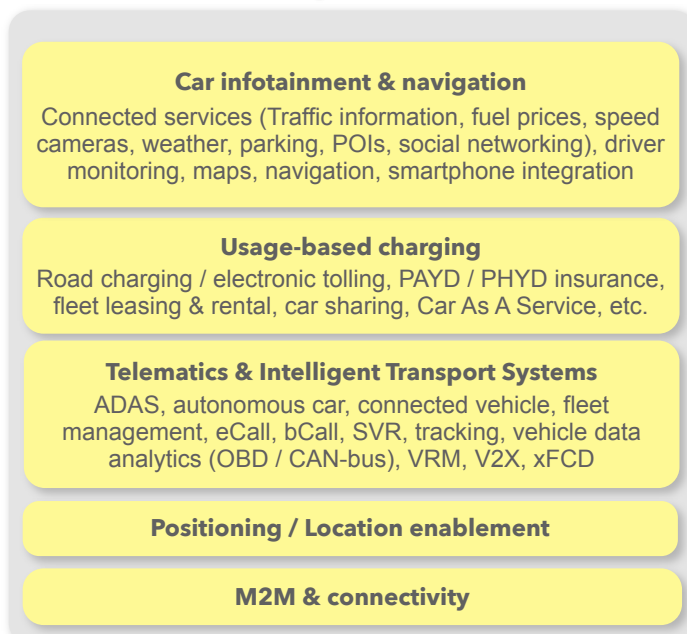 Car infotainment & navigation
Connected services (Traffic information, fuel prices, speed
cameras, weather, parking, POIs, social networking), driver
monitoring, maps, navigation, smartphone integration
Usage-based charging
Road charging / electronic tolling, PAYD / PHYD insurance,
fleet leasing & rental, car sharing, Car As A Service, etc.
Telematics & Intelligent Transport Systems
ADAS, autonomous car, connected vehicle, fleet
management, eCall, bCall, SVR, tracking, vehicle data
analytics (OBD / CAN-bus), VRM, V2X, xFCD
Positioning / Location enablement
M2M & connectivity